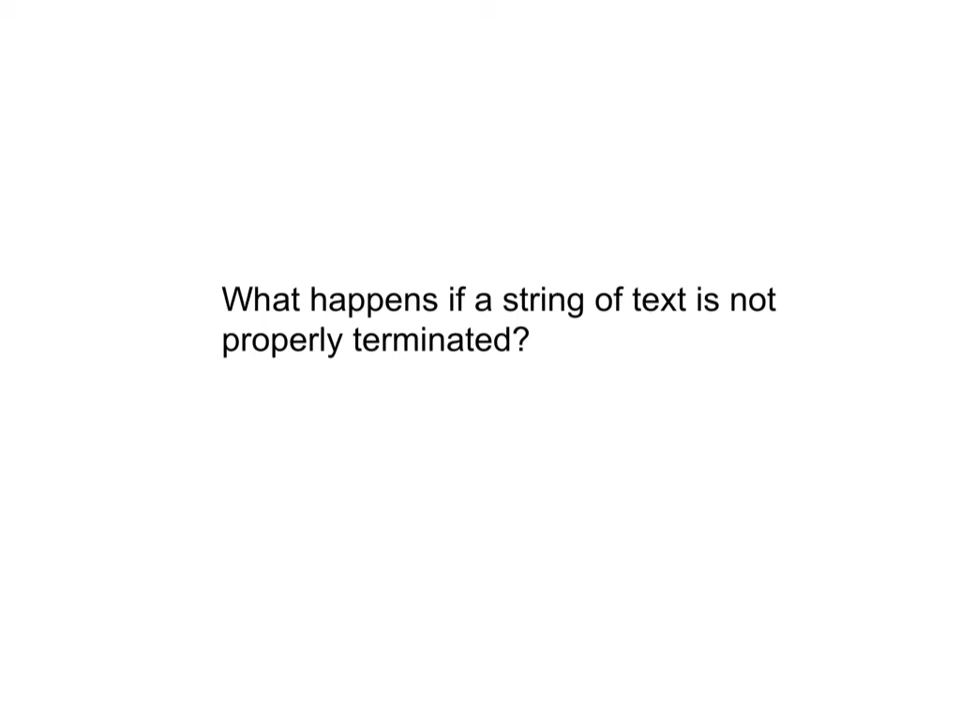 What happens if a string of text is not
properly terminated?